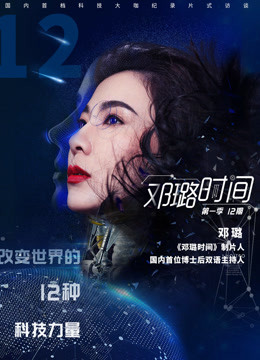 国内首档科技大咖纪录片式访谈
12
邓璐时间
第一季 12期
邓璐
《邓璐时间》制片人
国内首位博士后双语主持人
改变世界的
12种
科技力量